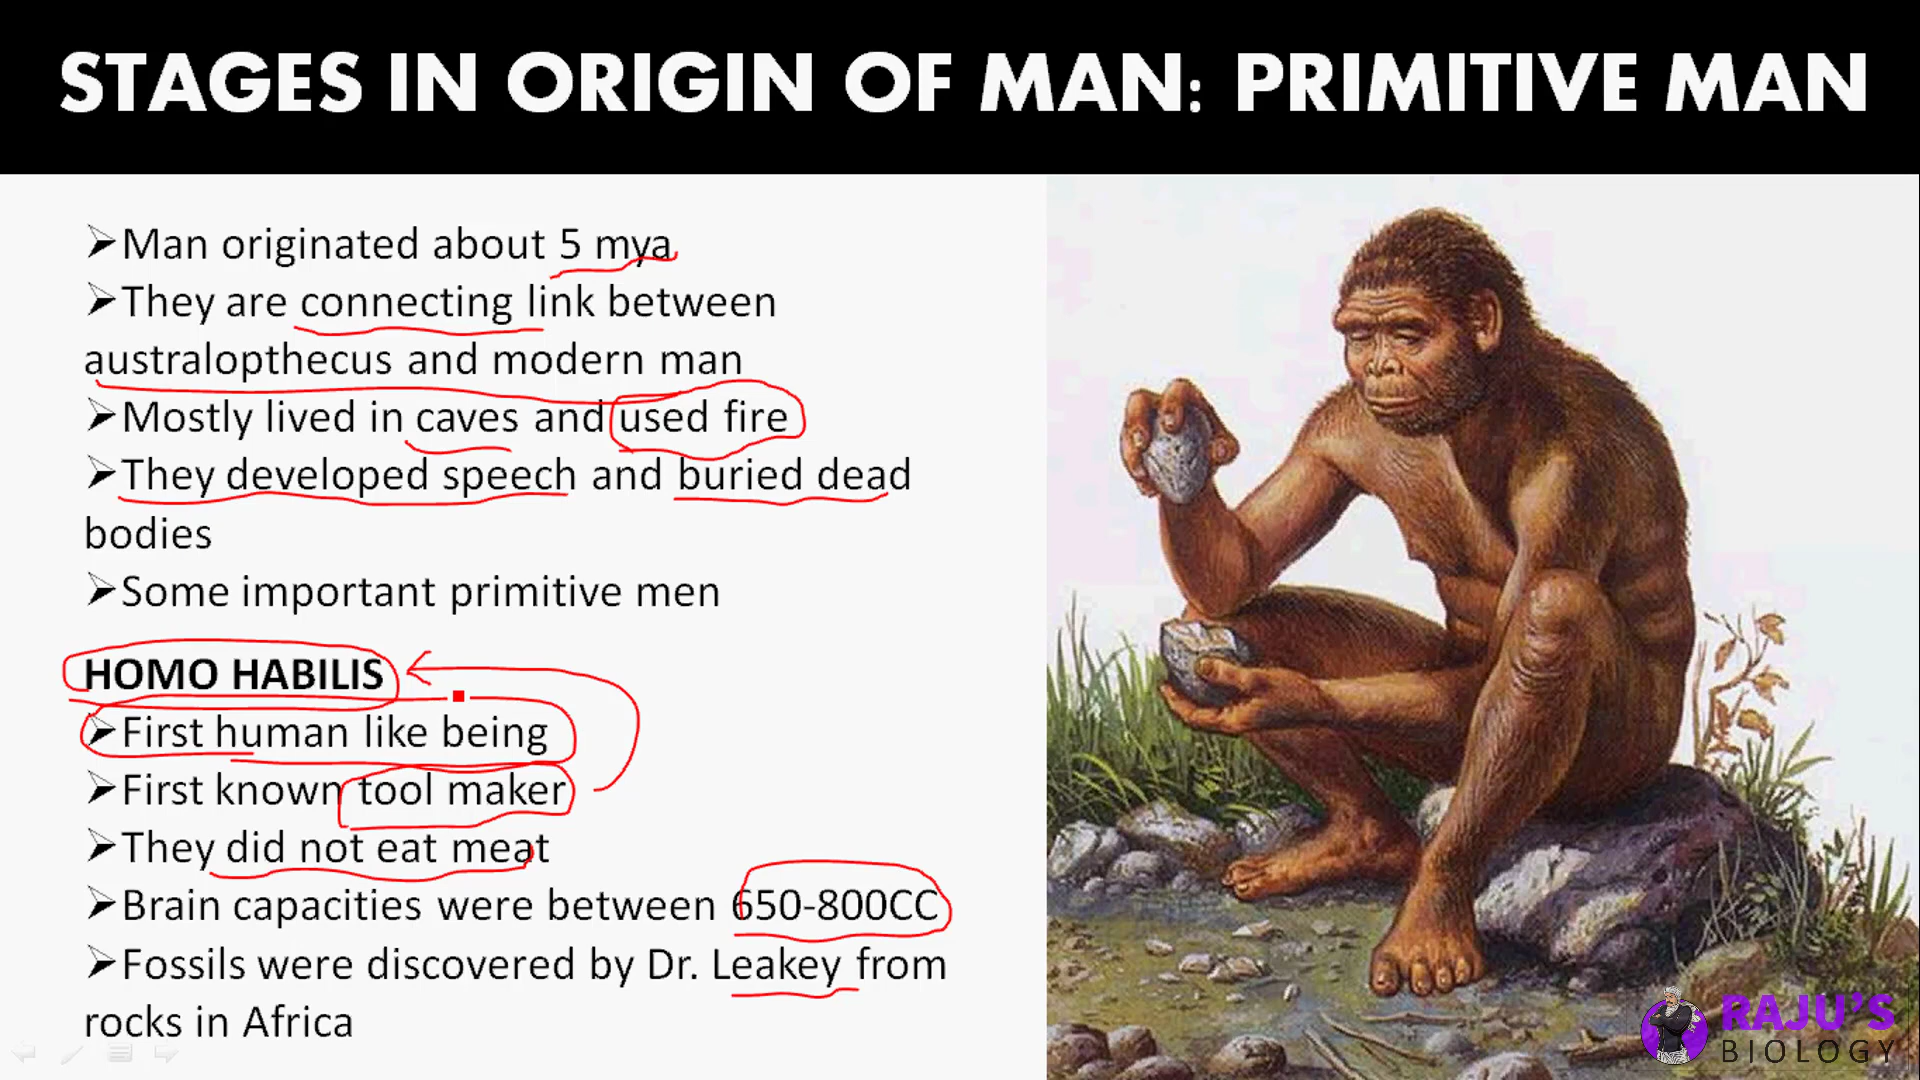 STAGES IN ORIGIN OF MAN: PRIMITIVE MAN
➢Man originated about 5 mya
➢They are connecting link between
australopthecus and modern man
➢Mostly lived in caves and used fire
➢They developed speech and buried dead
bodies
➢Some important primitive men
HOMO HABILIS
➢First human like being
➢First known tool maker
➢They did not eat meat
➢Brain capacities were between 650-800CC
➢Fossils were discovered by Dr. Leakey from
rocks in Africa
RAJU'S
BIOLOGY